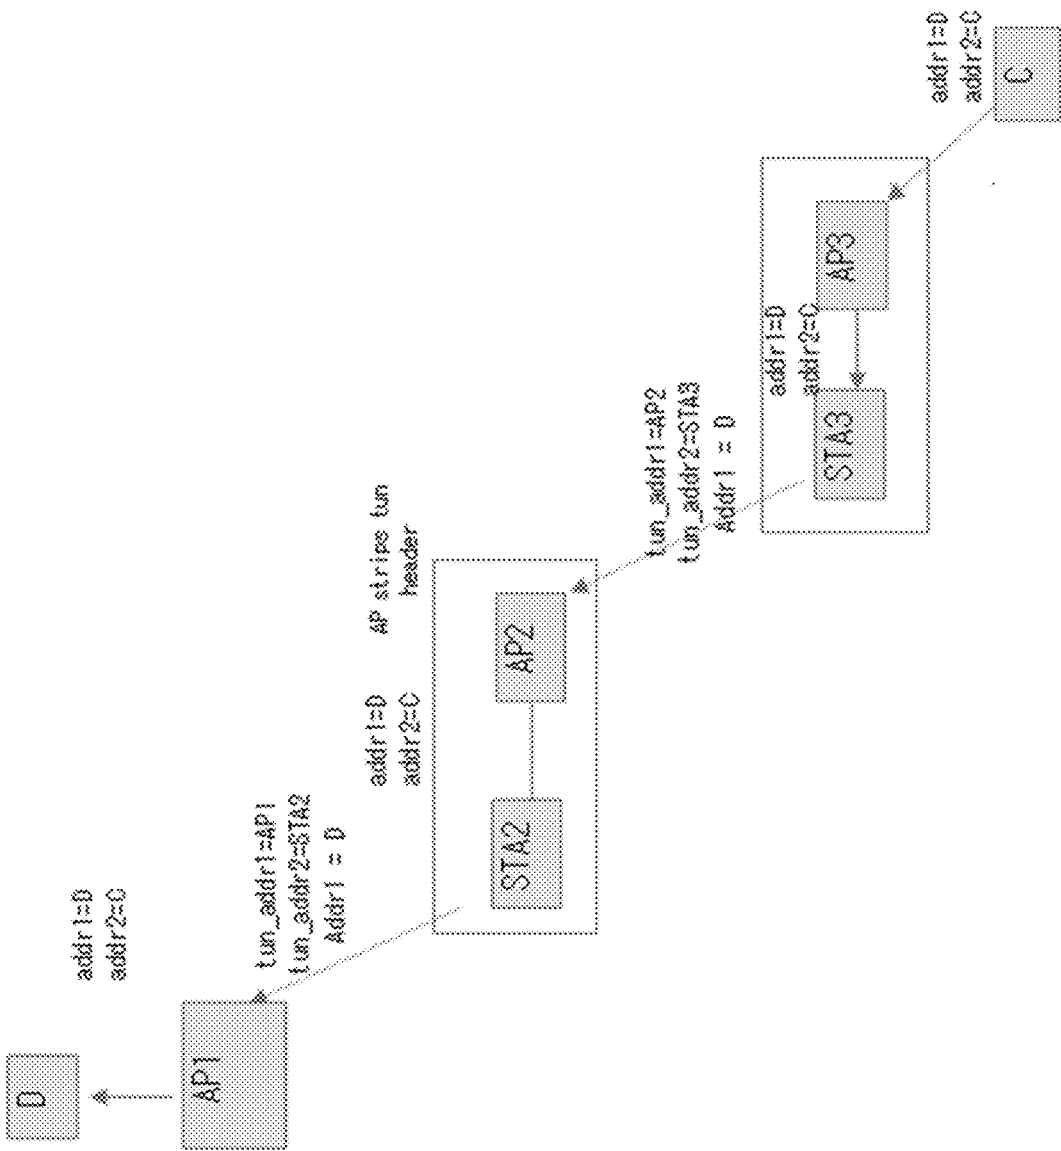 D
addr1=D
addr2=C
AP1
tun_addr1=AP1
tun_addr2=STA2
Addr1 = D
addr1=D
addr2=C
AP strips tun
header
STA2
AP2
tun_addr1=AP2
tun_addr2=STA3
Addr1 = D
addr1=D
addr2=C
STA3
AP3
addr1=D
addr2=C
C